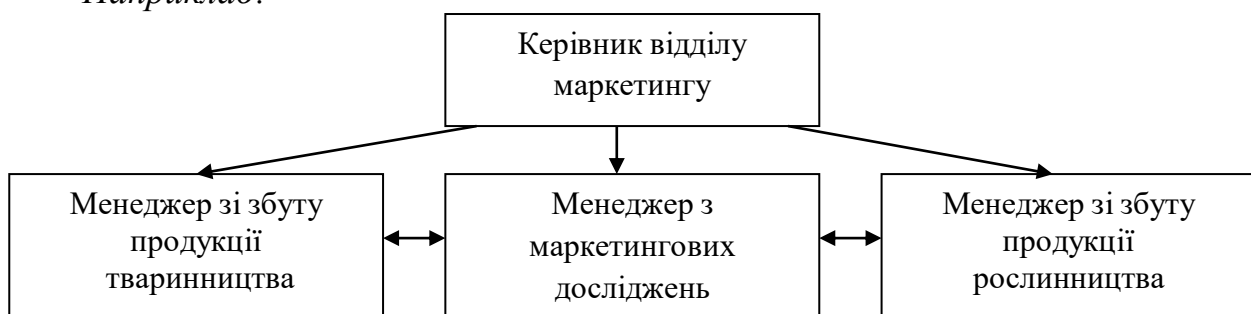 Наприклад:
Керівник відділу
маркетингу
Менеджер зі збуту
продукції
тваринництва
Менеджер з
маркетингових
досліджень
Менеджер зі збуту
продукції
рослинництва